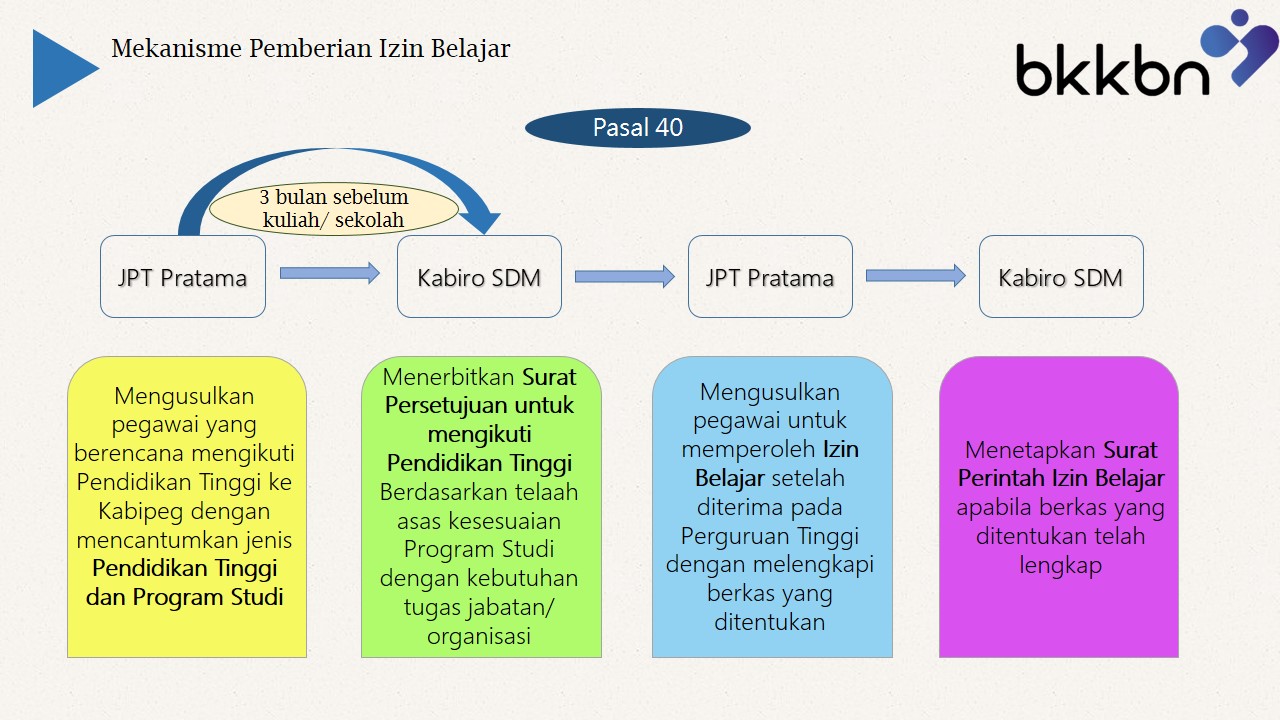 Mekanisme Pemberian Izin Belajar
bkkbn
Pasal 40
3 bulan sebelum
kuliah/ sekolah
JPT Pratama
Kabiro SDM
JPT Pratama
Kabiro SDM
Mengusulkan
pegawai yang
berencana mengikuti
Pendidikan Tinggi ke
Kabipeg dengan
mencantumkan jenis
Pendidikan Tinggi
dan Program Studi
Menerbitkan Surat
Persetujuan untuk
mengikuti
Pendidikan Tinggi
Berdasarkan telaah
asas kesesuaian
Program Studi
dengan kebutuhan
tugas jabatan/
organisasi
Mengusulkan
pegawai untuk
memperoleh Izin
Belajar setelah
diterima pada
Perguruan Tinggi
dengan melengkapi
berkas yang
ditentukan
Menetapkan Surat
Perintah Izin Belajar
apabila berkas yang
ditentukan telah
lengkap